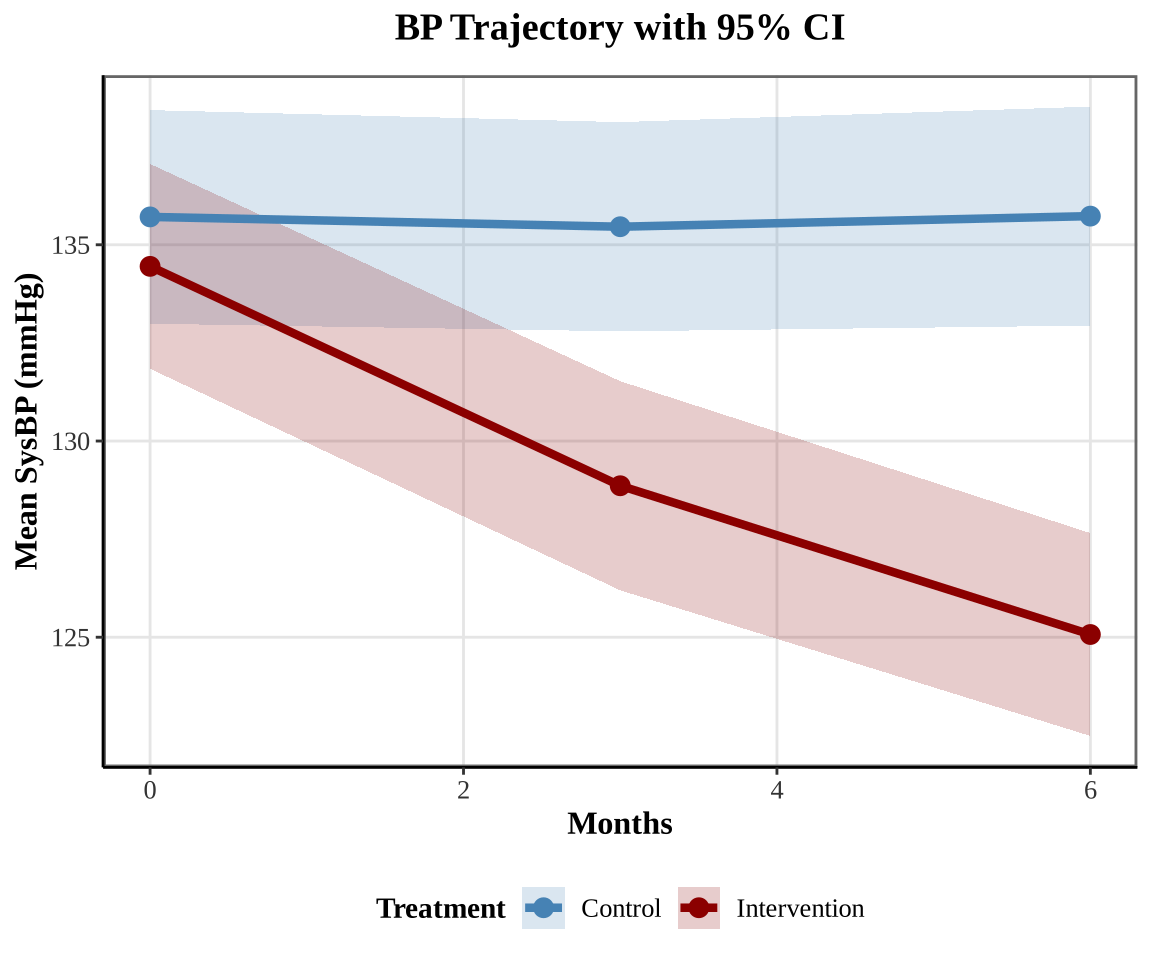 BP Trajectory with 95% CI
Mean SysBP (mmHg)
135
130
125
0 2 4 6
Months
Treatment Control Intervention